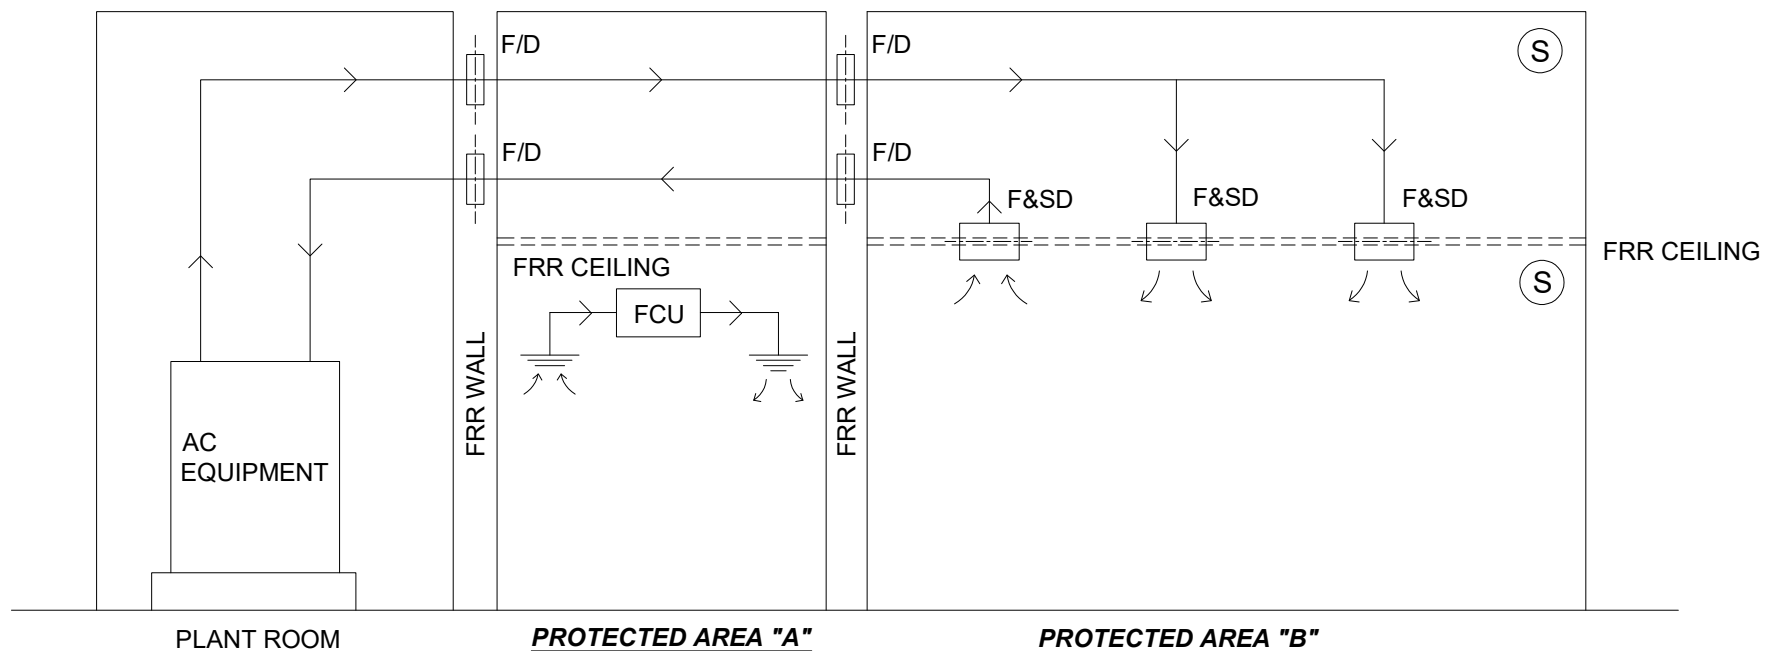 F/D
F/D
S
F/D
F/D
F&SD
F&SD
F&SD
FRR CEILING
FRR CEILING
S
FCU
FRR WALL
FRR WALL
AC
EQUIPMENT
PLANT ROOM
PROTECTED AREA "A"
PROTECTED AREA "B"